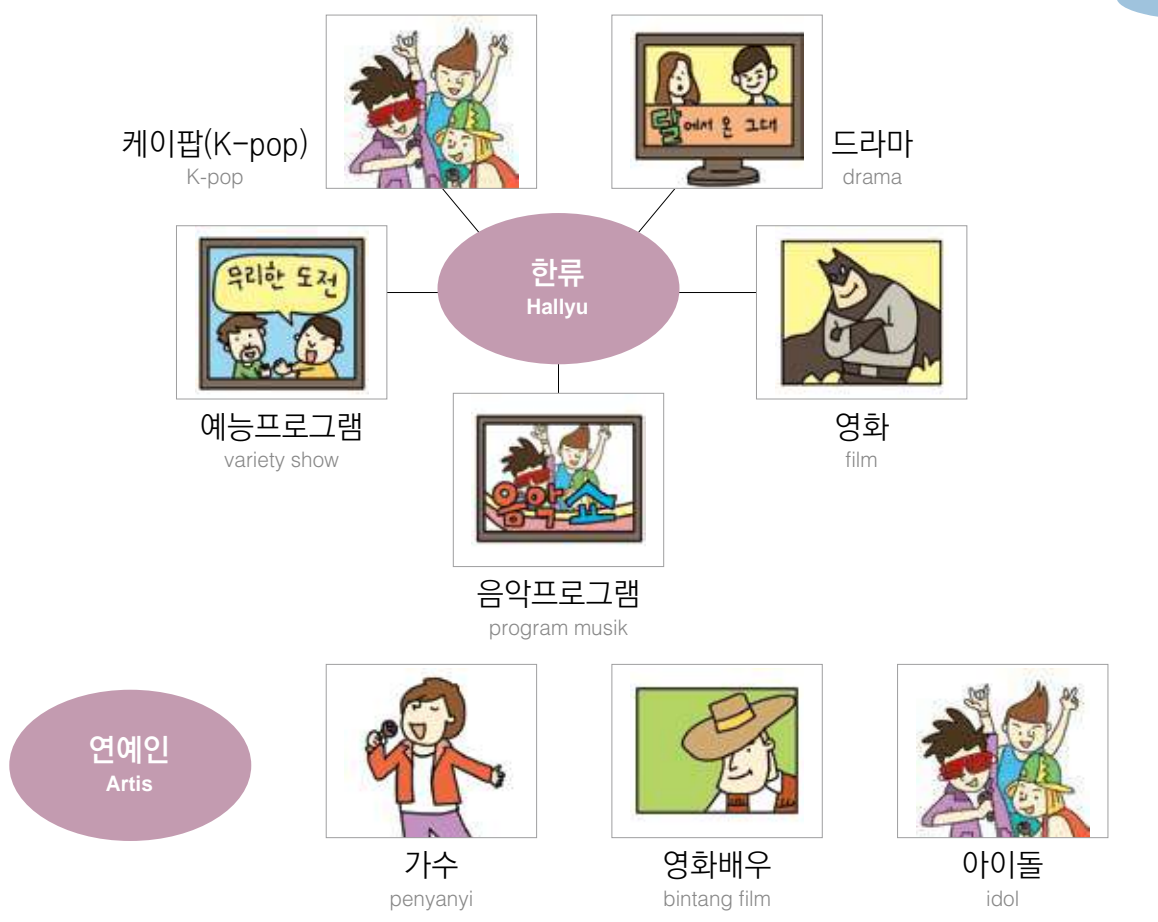 케이팝(K-pop)
K-pop
달에서 온 그대
드라마
drama
무리한 도전
예능프로그램
variety show
한류
Hallyu
영화
film
음악쇼
음악프로그램
program musik
연예인
Artis
가수
penyanyi
영화배우
bintang film
아이돌
idol